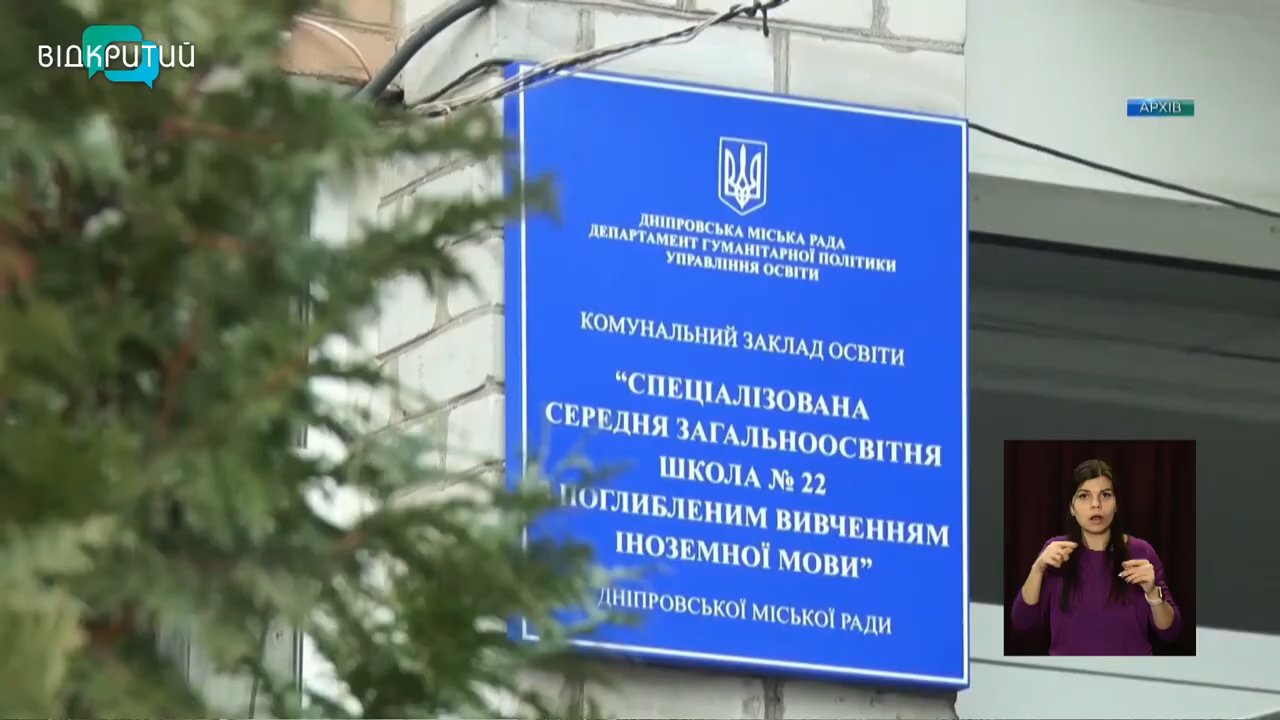 ВІДКРИТИЙ
АРХІВ
ДНІПРОВСЬКА МІСЬКА РАДА
ДЕПАРТАМЕНТ ГУМАНІТАРНОЇ ПОЛІТИКИ
УПРАВЛІННЯ ОСВІТИ
КОМУНАЛЬНИЙ ЗАКЛАД ОСВІТИ
“СПЕЦІАЛІЗОВАНА
СЕРЕДНЯ ЗАГАЛЬНООСВІТНЯ
ШКОЛА № 22
ПОГЛИБЛЕНИМ ВИВЧЕННЯМ
ІНОЗЕМНОЇ МОВИ”
ДНІПРОВСЬКОЇ МІСЬКОЇ РАДИ